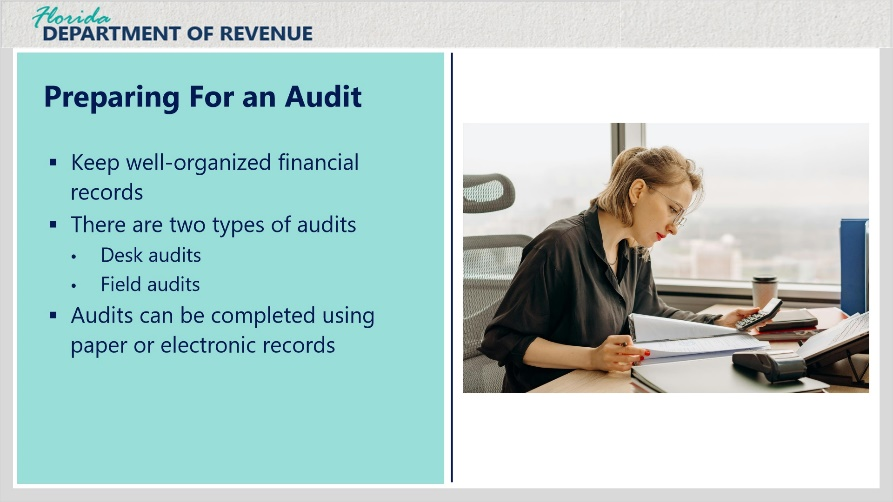 Florida
DEPARTMENT OF REVENUE
Preparing For an Audit
▪ Keep well-organized financial
records
▪ There are two types of audits
• Desk audits
• Field audits
▪ Audits can be completed using
paper or electronic records